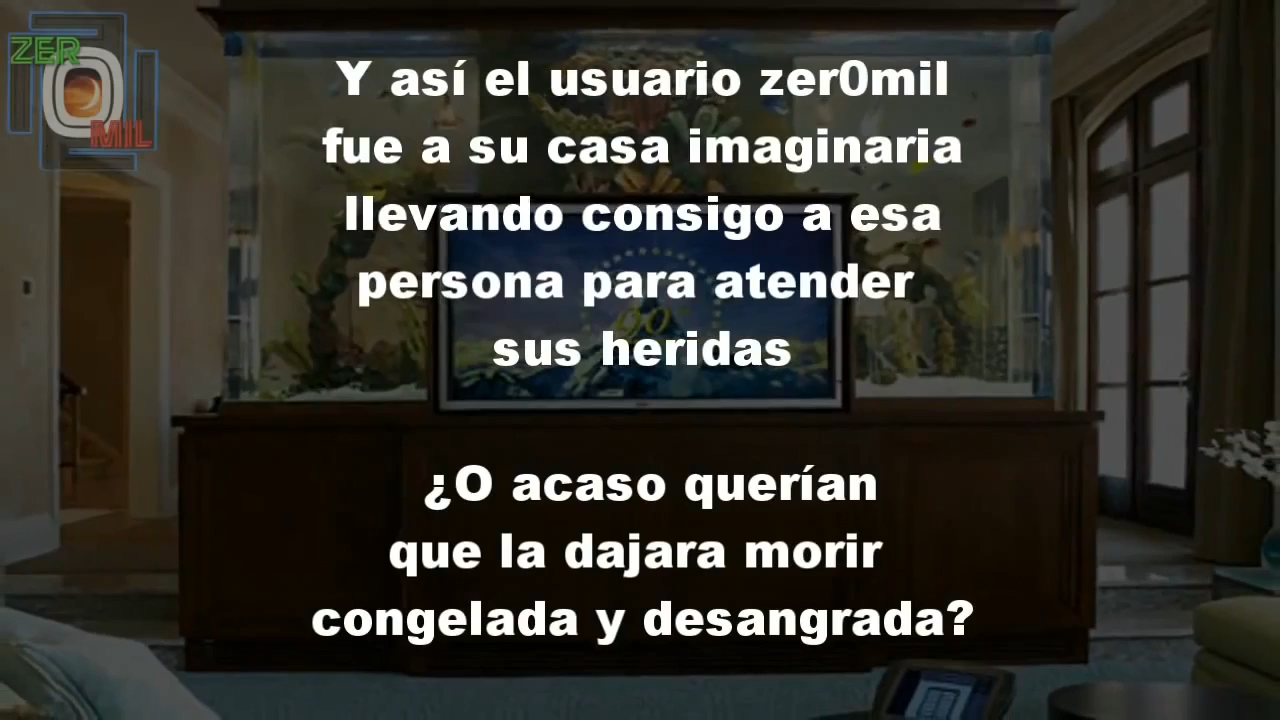 ZER
MIL
Y así el usuario zer0mil
fue a su casa imaginaria
llevando consigo a esa
persona para atender
sus heridas
¿O acaso querían
que la dajara morir
congelada y desangrada?